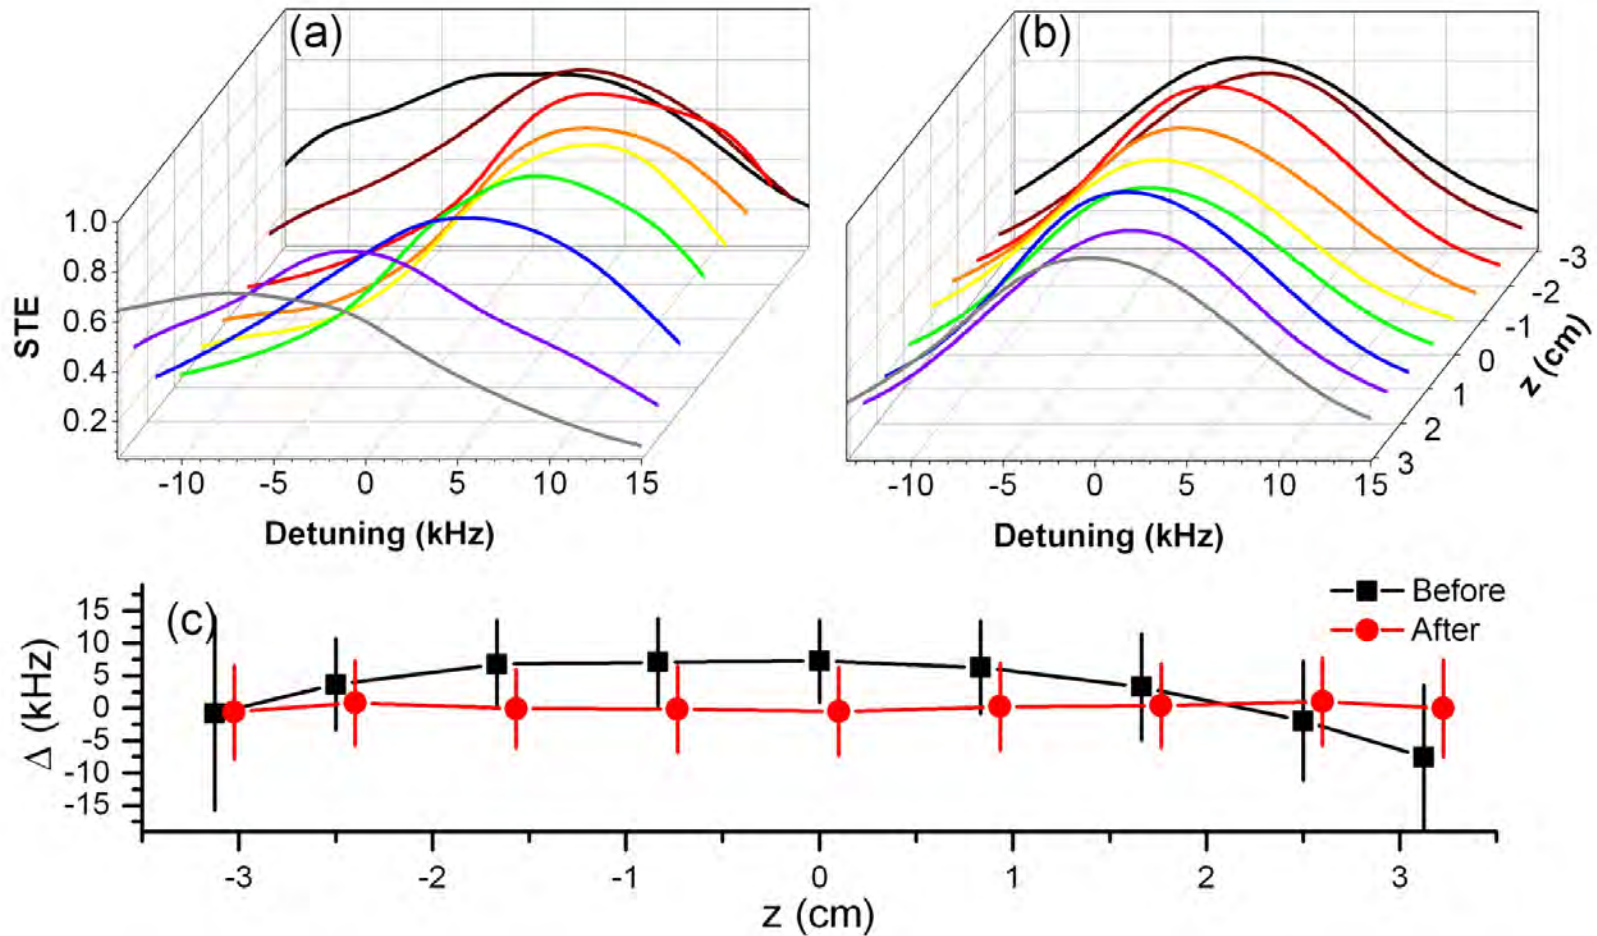 (a)
(b)
1.0
0.8
0.6
0.4
0.2
STE
-10 -5 0 5 10 15
Detuning (kHz)
-10 -5 0 5 10 15
Detuning (kHz)
-3
-2
-1
0
1
2
3
z (cm)
(c)
Before
After
15
10
5
0
-5
-10
-15
Δ (kHz)
-3 -2 -1 0 1 2 3
z (cm)